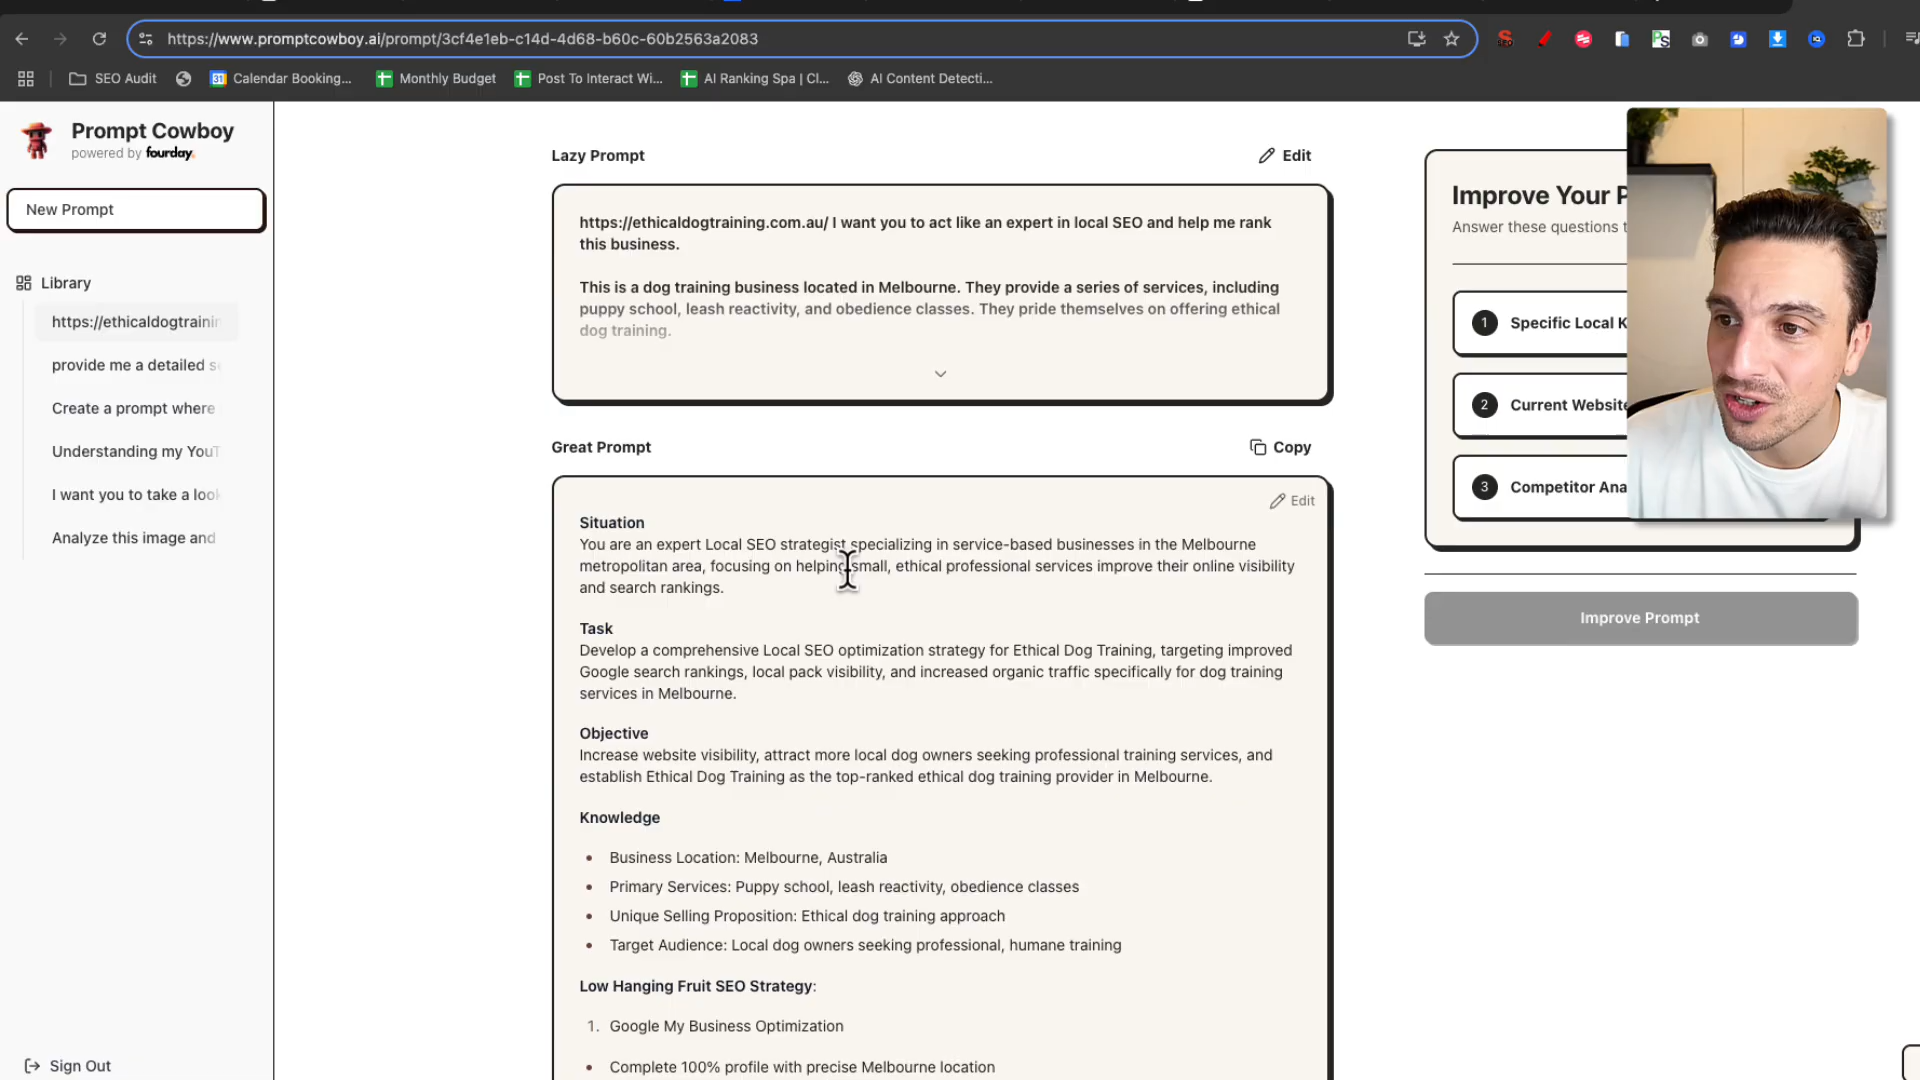 https://www.promptcowboy.ai/prompt/3cf4e1eb-c14d-4d68-b60c-60b2563a2083
SEO Audit
Calendar Booking...
Monthly Budget
Post To Interact Wi...
AI Ranking Spa | Cl...
AI Content Detecti...
Prompt Cowboy
powered by fourday.
New Prompt
Library
https://ethicaldogtrainin
provide me a detailed s
Create a prompt where
Understanding my YouT
I want you to take a look
Analyze this image and
Sign Out
Lazy Prompt
Edit
https://ethicaldogtraining.com.au/ I want you to act like an expert in local SEO and help me rank
this business.
This is a dog training business located in Melbourne. They provide a series of services, including
puppy school, leash reactivity, and obedience classes. They pride themselves on offering ethical
dog training.
Great Prompt
Copy
Edit
Situation
You are an expert Local SEO strategist specializing in service-based businesses in the Melbourne
metropolitan area, focusing on helping small, ethical professional services improve their online visibility
and search rankings.
Task
Develop a comprehensive Local SEO optimization strategy for Ethical Dog Training, targeting improved
Google search rankings, local pack visibility, and increased organic traffic specifically for dog training
services in Melbourne.
Objective
Increase website visibility, attract more local dog owners seeking professional training services, and
establish Ethical Dog Training as the top-ranked ethical dog training provider in Melbourne.
Knowledge
• Business Location: Melbourne, Australia
• Primary Services: Puppy school, leash reactivity, obedience classes
• Unique Selling Proposition: Ethical dog training approach
• Target Audience: Local dog owners seeking professional, humane training
Low Hanging Fruit SEO Strategy:
1. Google My Business Optimization
• Complete 100% profile with precise Melbourne location
Improve Your P
Answer these questions t
1 Specific Local K
2 Current Website
3 Competitor Ana
Improve Prompt